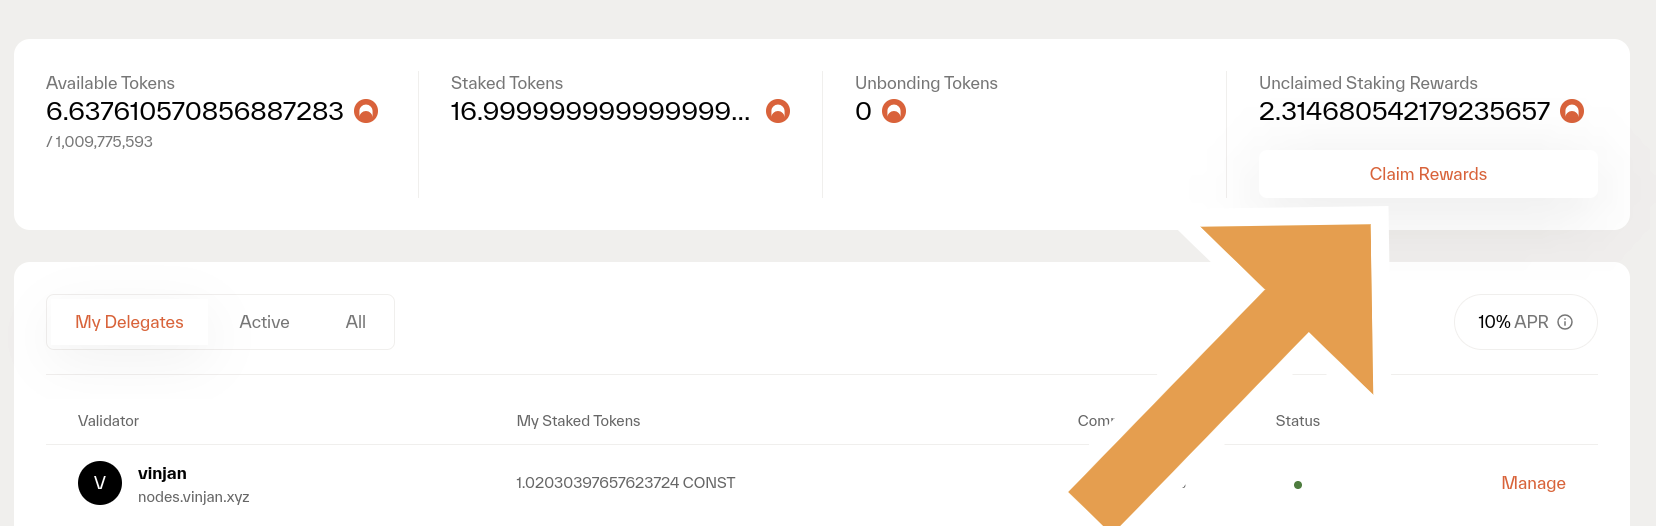 Available Tokens
6.637610570856887283
/ 1,009,775,593
Staked Tokens
16.999999999999999...
Unbonding Tokens
0
Unclaimed Staking Rewards
2.314680542179235657
Claim Rewards
My Delegates Active All
10% APR
Validator My Staked Tokens Status
V
vinjan
nodes.vinjan.xyz
1.02030397657623724 CONST
Manage